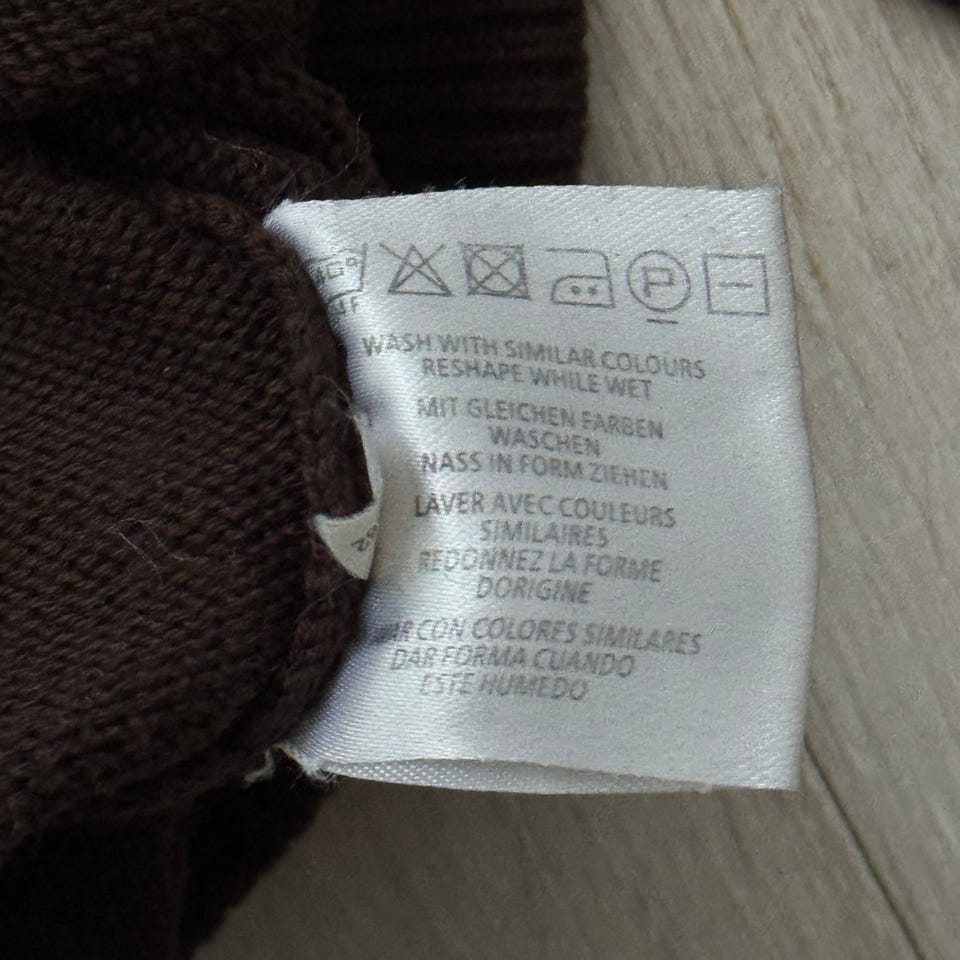 P
WASH WITH SIMILAR COLOURS
RESHAPE WHILE WET
MIT GLEICHEN FARBEN
WASCHEN
NASS IN FORM ZIEHEN
LAVER AVEC COULEURS
SIMILAIRES
REDONNEZ LA FORME
DORIGINE
CON COLORES SIMILARES
DAR FORMA CUANDO
ESTE HUMEDO